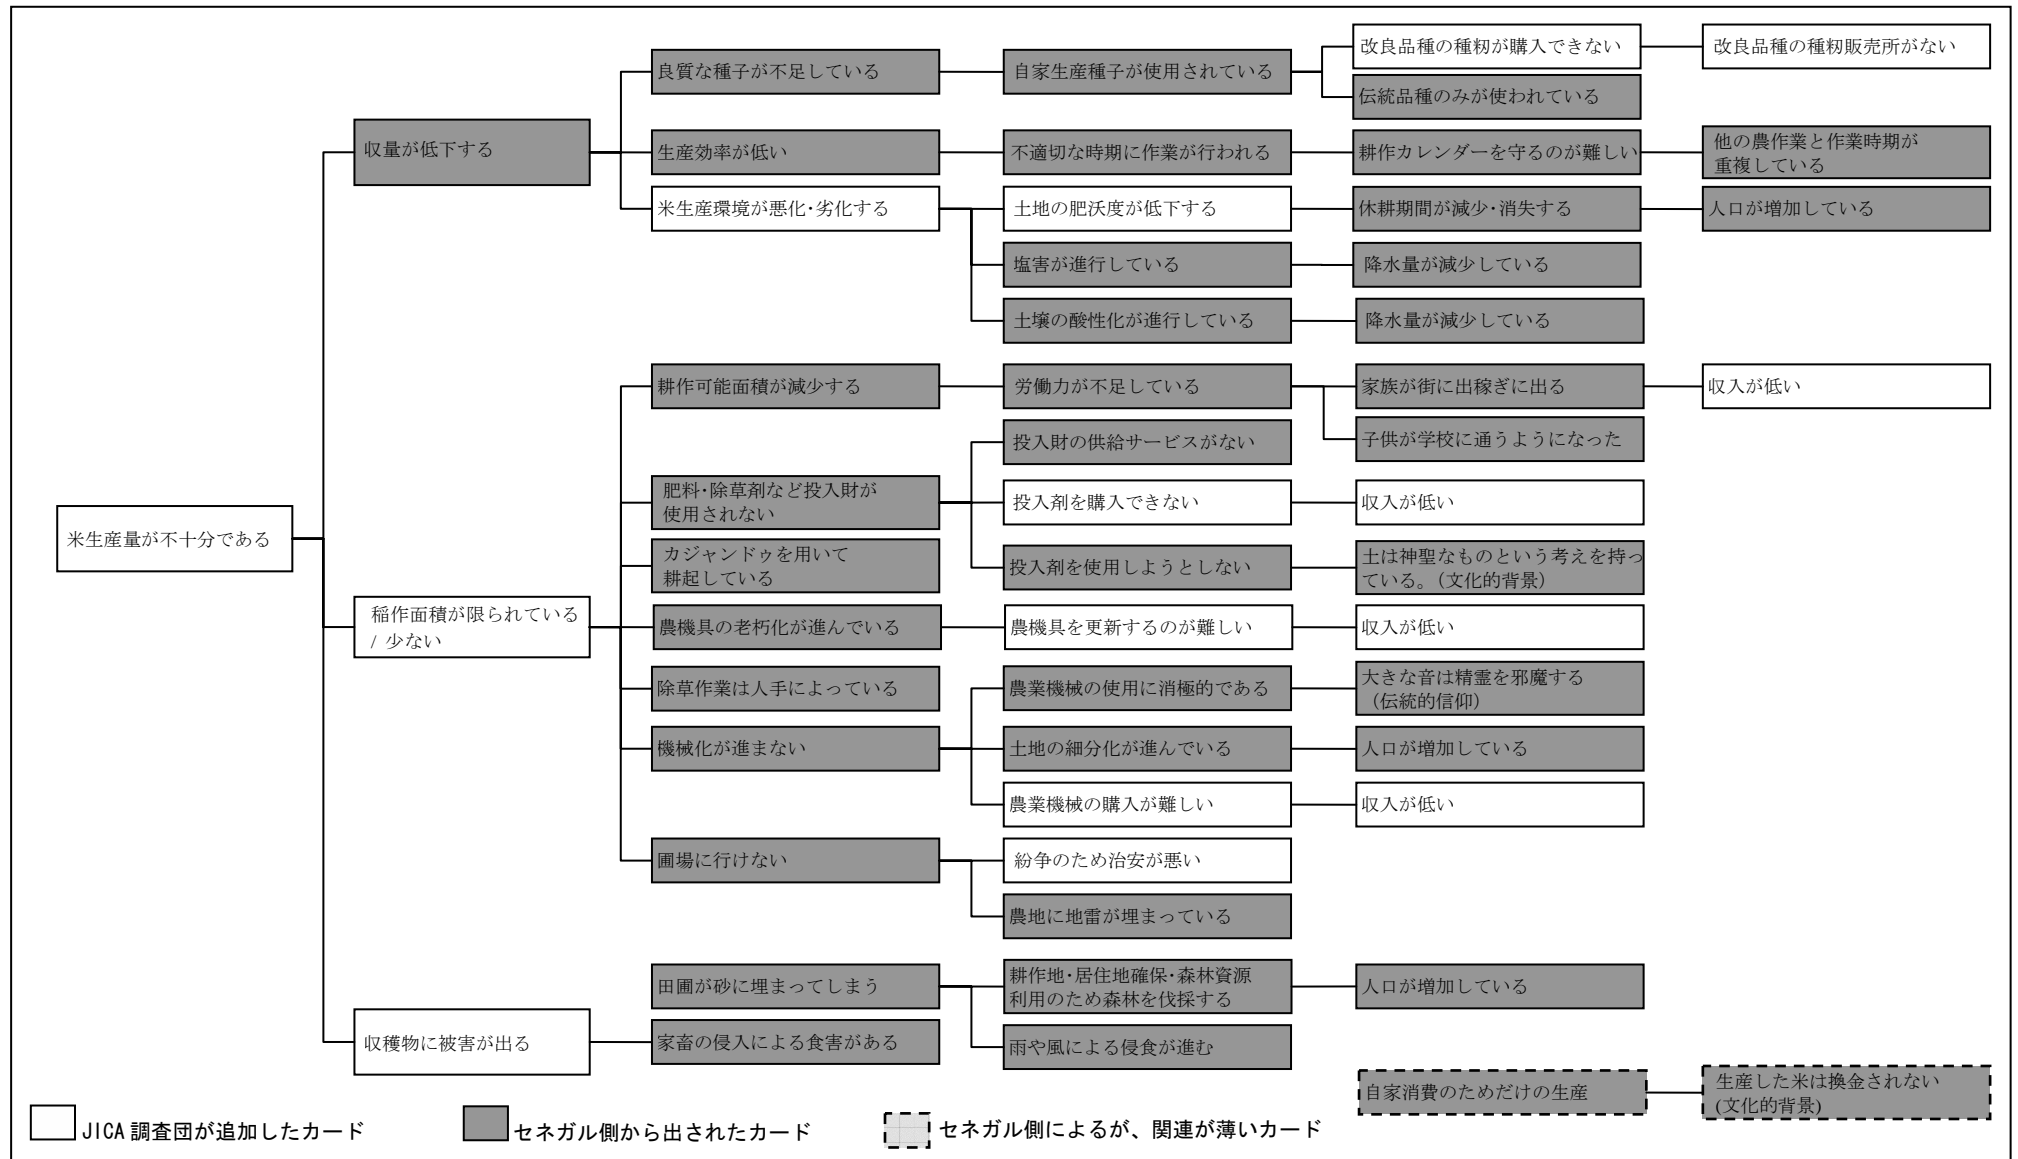 改良品種の種籾が購入できない
改良品種の種籾販売所がない
良質な種子が不足している
自家生産種子が使用されている
伝統品種のみが使われている
収量が低下する
生産効率が低い
不適切な時期に作業が行われる
耕作カレンダーを守るのが難しい
他の農作業と作業時期が
重複している
米生産環境が悪化・劣化する
土地の肥沃度が低下する
休耕期間が減少・消失する
人口が増加している
塩害が進行している
降水量が減少している
土壌の酸性化が進行している
降水量が減少している
耕作可能面積が減少する
労働力が不足している
家族が街に出稼ぎに出る
収入が低い
子供が学校に通うようになった
投入財の供給サービスがない
肥料・除草剤など投入財が
使用されない
投入剤を購入できない
収入が低い
米生産量が不十分である
カジャンドゥを用いて
耕起している
投入剤を使用しようとしない
土は神聖なものという考えを持っ
ている。（文化的背景）
稲作面積が限られている
/ 少ない
農機具の老朽化が進んでいる
農機具を更新するのが難しい
収入が低い
除草作業は人手によっている
農業機械の使用に消極的である
大きな音は精霊を邪魔する
（伝統的信仰）
機械化が進まない
土地の細分化が進んでいる
人口が増加している
農業機械の購入が難しい
収入が低い
圃場に行けない
紛争のため治安が悪い
農地に地雷が埋まっている
田圃が砂に埋まってしまう
耕作地・居住地確保・森林資源
利用のため森林を伐採する
人口が増加している
収穫物に被害が出る
家畜の侵入による食害がある
雨や風による侵食が進む
自家消費のためだけの生産
生産した米は換金されない
(文化的背景)
JICA 調査団が追加したカード
セネガル側から出されたカード
セネガル側によるが、関連が薄いカード